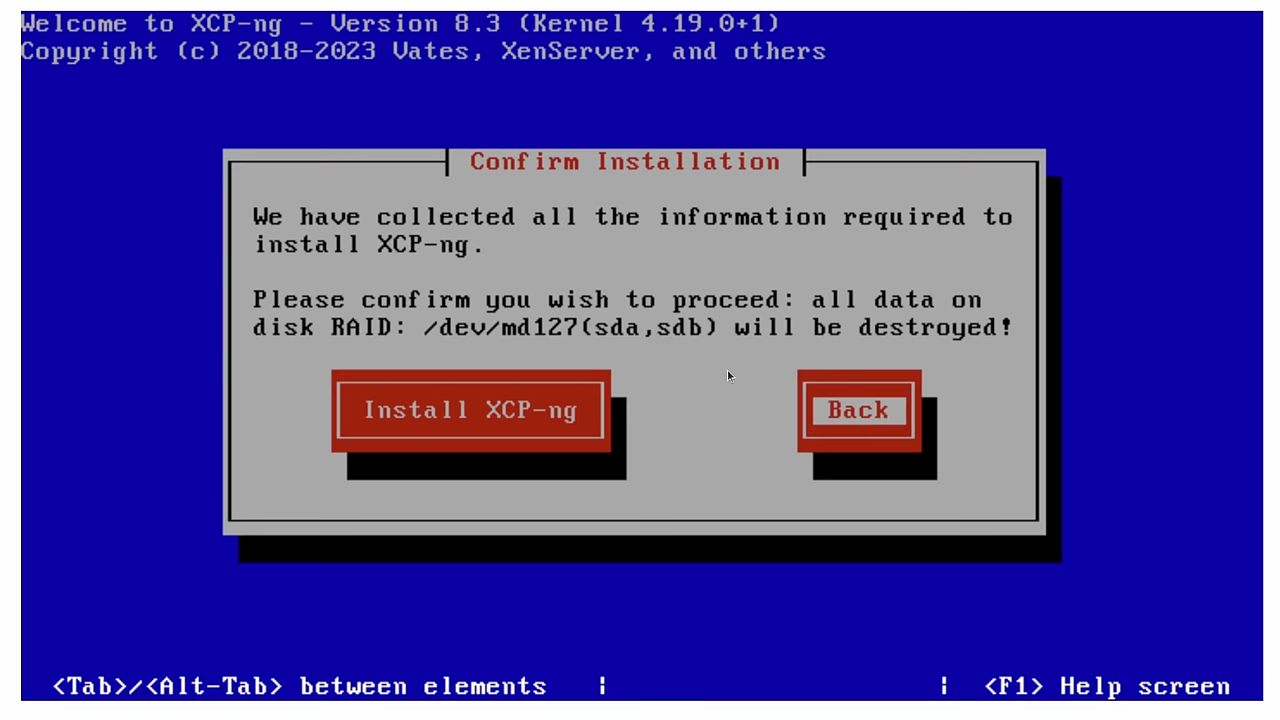 Welcome to XCP-ng - Version 8.3 (Kernel 4.19.0+1)
Copyright (c) 2018-2023 Vates, XenServer, and others
Confirm Installation
We have collected all the information required to
install XCP-ng.
Please confirm you wish to proceed: all data on
disk RAID: /dev/md127(sda,sdb) will be destroyed!
Install XCP-ng
Back
<Tab>/<Alt-Tab> between elements | | <F1> Help screen